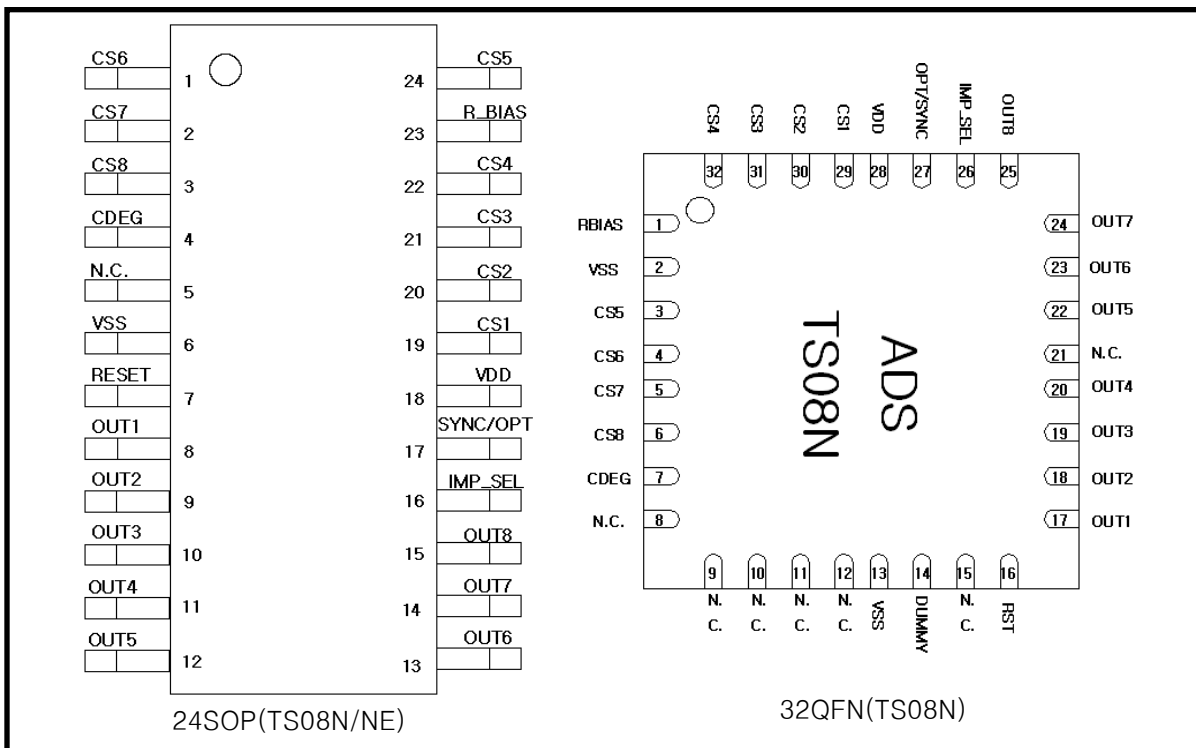 CS6
1
CS7
2
CS8
3
CDEG
4
N.C.
5
VSS
6
RESET
7
OUT1
8
OUT2
9
OUT3
10
OUT4
11
OUT5
12
CS5
24
R_BIAS
23
CS4
22
CS3
21
CS2
20
CS1
19
VDD
18
SYNC/OPT
17
IMP_SEL
16
OUT8
15
OUT7
14
OUT6
13
24SOP(TS08N/NE)
CS4
32
CS3
31
CS2
30
CS1
29
VDD
28
OPT/SYNC
27
IMP_SEL
26
OUT8
25
RBIAS 1
VSS 2
CS5 3
CS6 4
CS7 5
CS8 6
CDEG 7
N.C. 8
ADS
TS08N
24 OUT7
23 OUT6
22 OUT5
21 N.C.
20 OUT4
19 OUT3
18 OUT2
17 OUT1
9
N.
C.
10
N.
C.
11
N.
C.
12
N.
C.
13
VSS
14
DUMMY
15
N.
C.
16
RST
32QFN(TS08N)